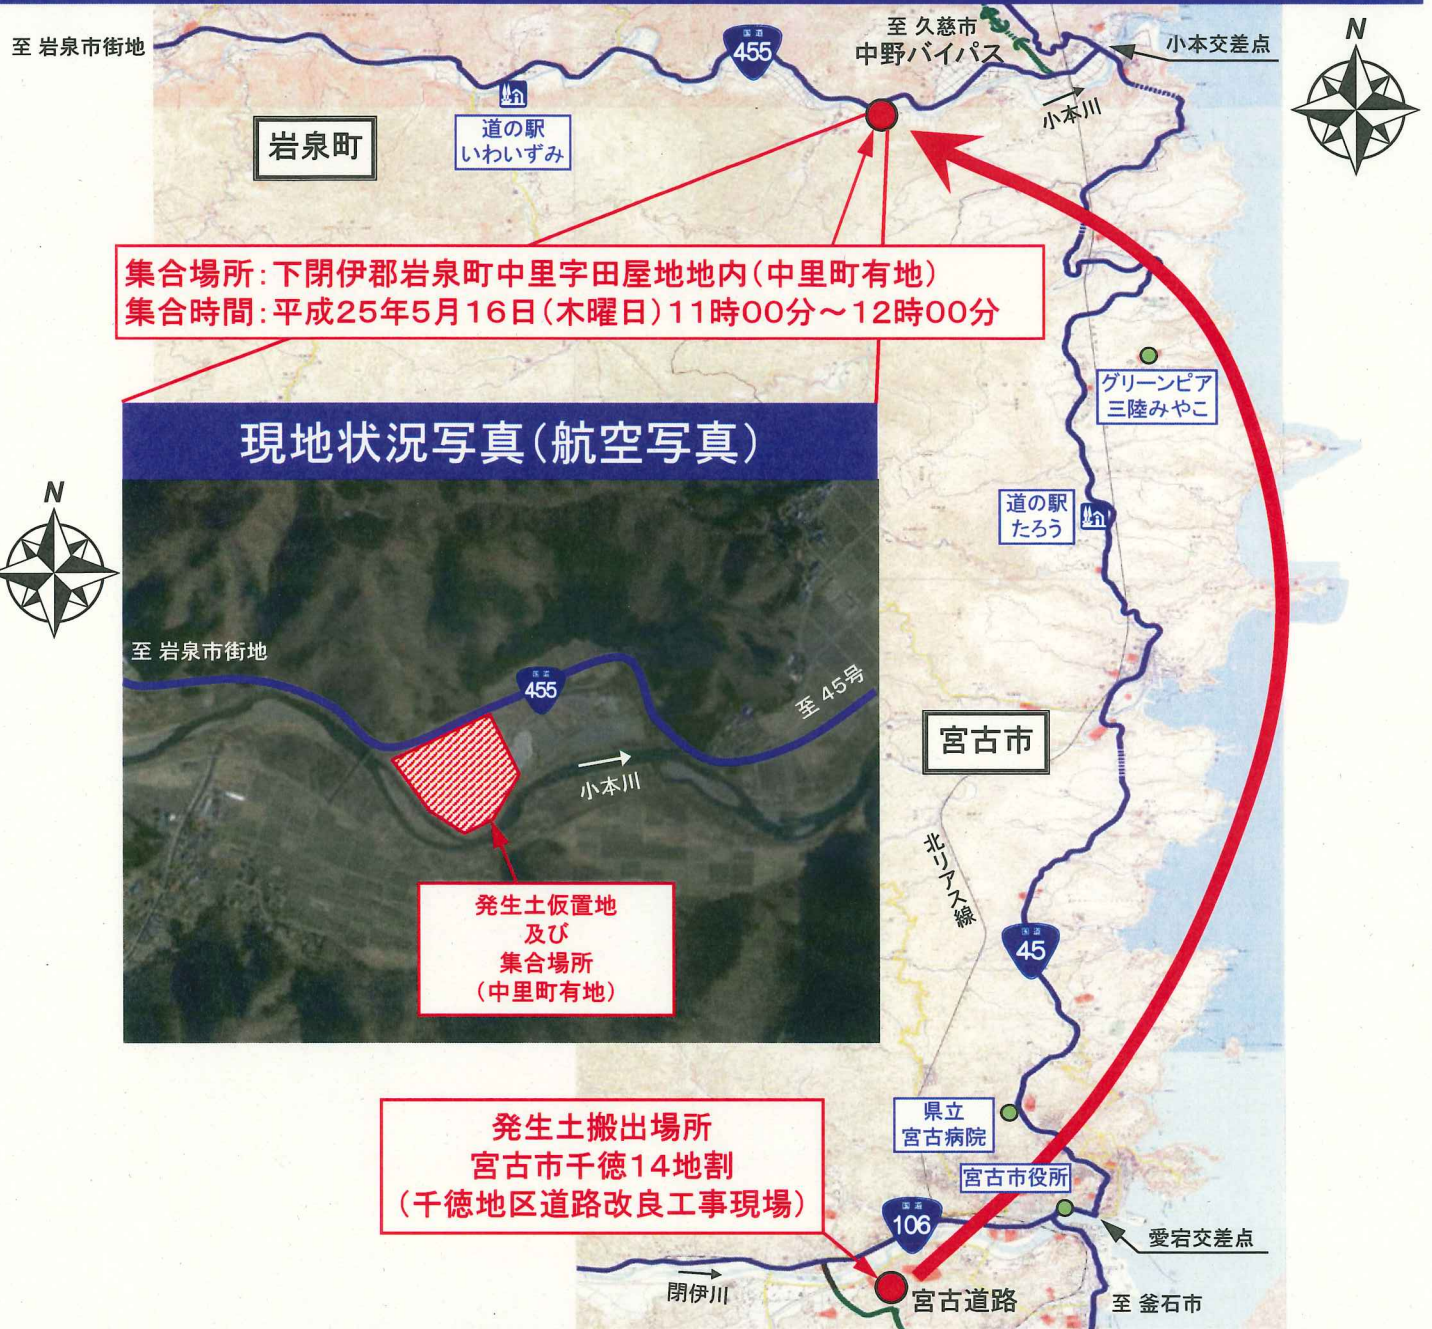 至 岩泉市街地
国道
455
至 久慈市
中野バイパス
小本交差点
N
小本川
道の駅
いわいずみ
岩泉町
集合場所:下閉伊郡岩泉町中里字田屋地地内(中里町有地)
集合時間:平成25年5月16日(木曜日)11時00分～12時00分
グリーンピア
三陸みやこ
現地状況写真(航空写真)
N
道の駅
たろう
至 岩泉市街地
国道
455
至 45号
小本川
宮古市
発生土仮置地
及び
集合場所
(中里町有地)
北リアス線
国道
45
県立
宮古病院
発生土搬出場所
宮古市千徳14地割
(千徳地区道路改良工事現場)
宮古市役所
国道
106
愛宕交差点
閉伊川
宮古道路
至 釜石市